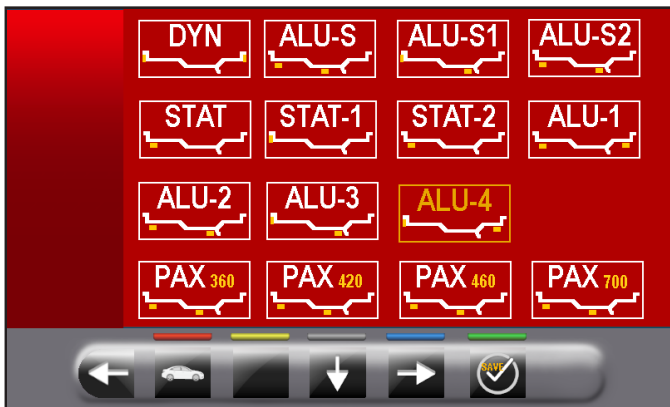 DYN ALU-S ALU-S1 ALU-S2
STAT STAT-1 STAT-2 ALU-1
ALU-2 ALU-3 ALU-4
PAX 360 PAX 420 PAX 460 PAX 700
SAVE